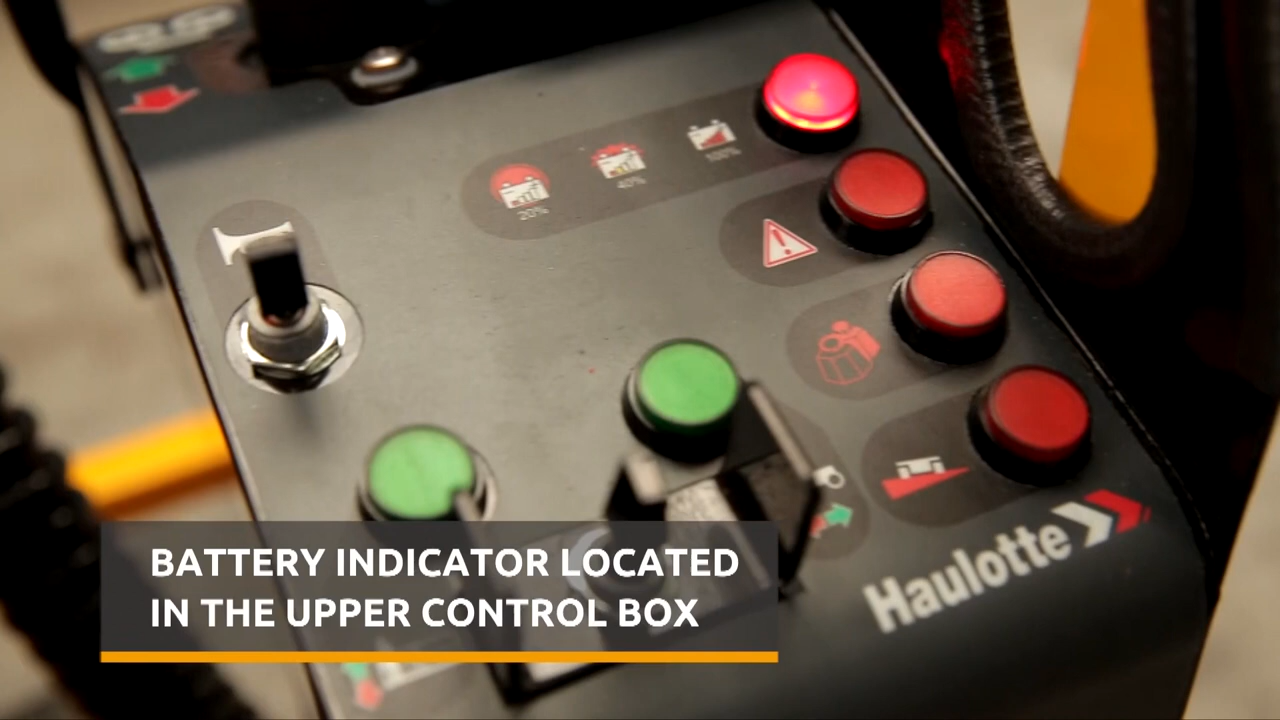 100%
40%
20%
Haulotte
BATTERY INDICATOR LOCATED
IN THE UPPER CONTROL BOX